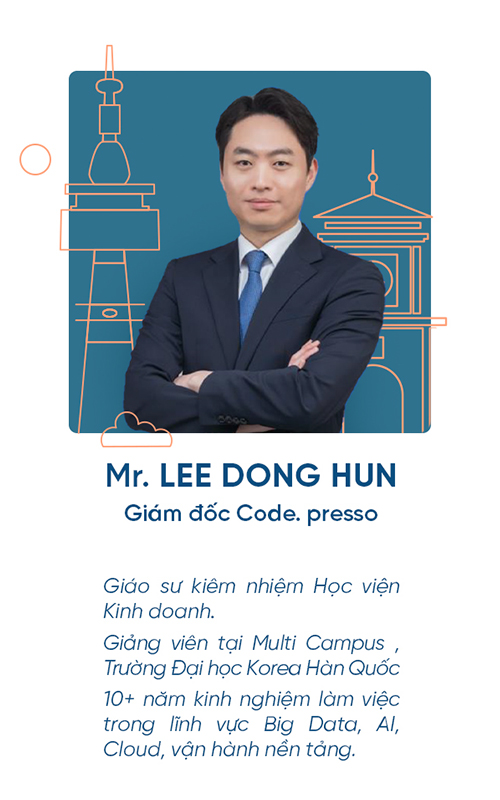 Mr. LEE DONG HUN
Giám đốc Code. presso
Giáo sư kiêm nhiệm Học viện
Kinh doanh.
Giảng viên tại Multi Campus ,
Trường Đại học Korea Hàn Quốc
10+ năm kinh nghiệm làm việc
trong lĩnh vực Big Data, AI,
Cloud, vận hành nền tảng.